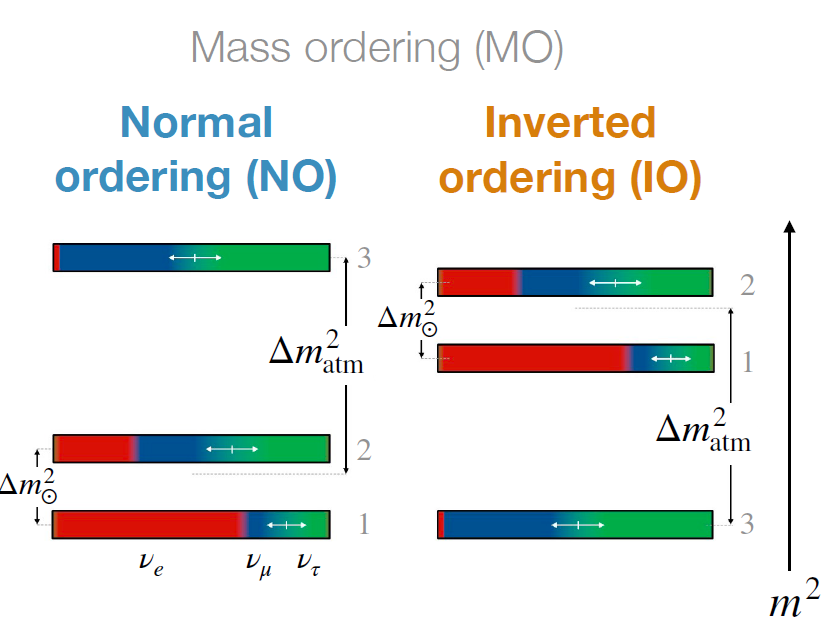 Mass ordering (MO)
Normal
ordering (NO)
Inverted
ordering (IO)
3
Δm²atm
2
Δm²⊙
1
νe νμ ντ
2
Δm²⊙
1
Δm²atm
3
m²